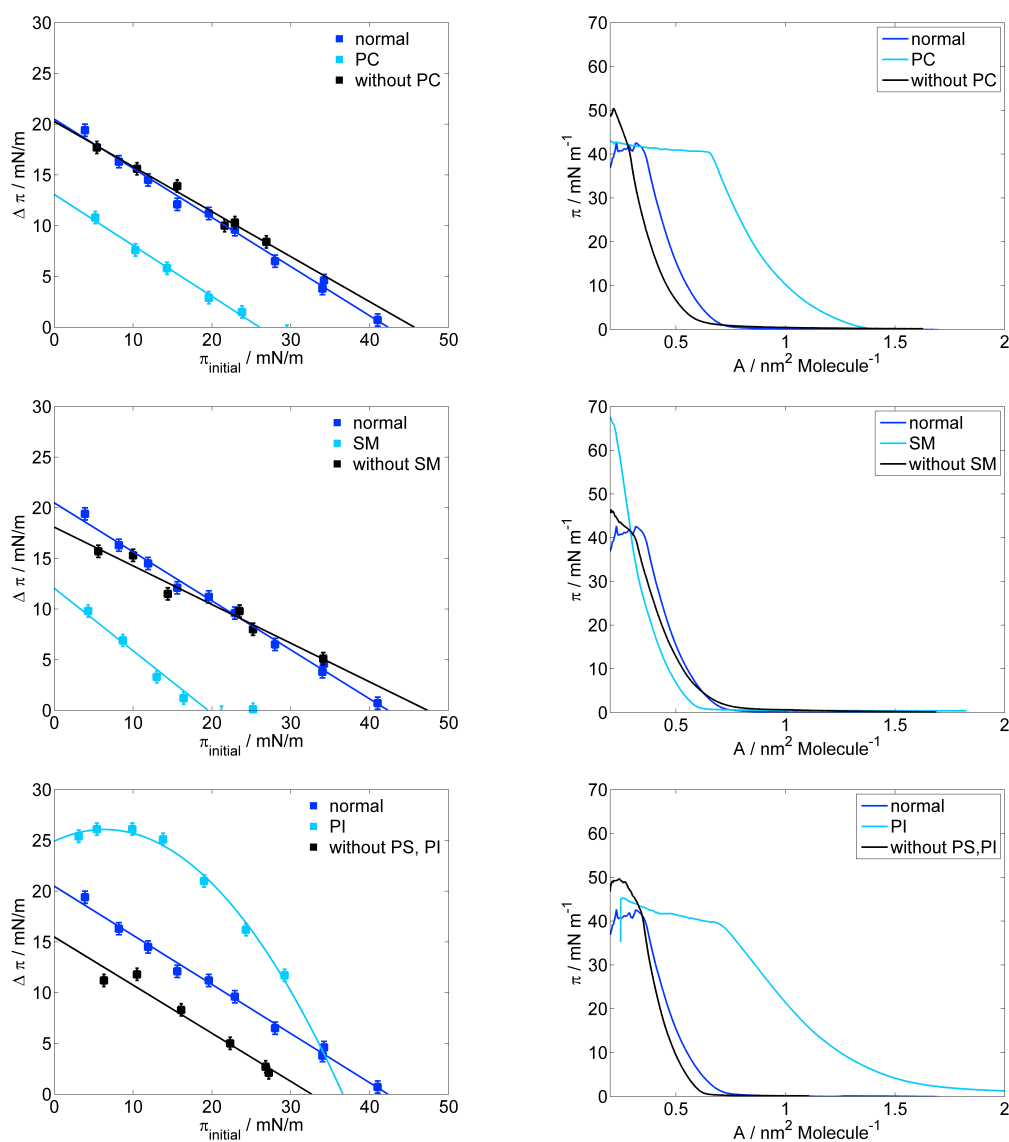 30
25
20
15
10
5
0
0 10 20 30 40 50
Δ π / mN/m
π_initial / mN/m
normal
PC
without PC
70
60
50
40
30
20
10
0
0.5 1 1.5 2
π / mN m⁻¹
A / nm² Molecule⁻¹
normal
PC
without PC
30
25
20
15
10
5
0
0 10 20 30 40 50
Δ π / mN/m
π_initial / mN/m
normal
SM
without SM
70
60
50
40
30
20
10
0
0.5 1 1.5 2
π / mN m⁻¹
A / nm² Molecule⁻¹
normal
SM
without SM
30
25
20
15
10
5
0
0 10 20 30 40 50
Δ π / mN/m
π_initial / mN/m
normal
PI
without PS, PI
70
60
50
40
30
20
10
0
0.5 1 1.5 2
π / mN m⁻¹
A / nm² Molecule⁻¹
normal
PI
without PS,PI